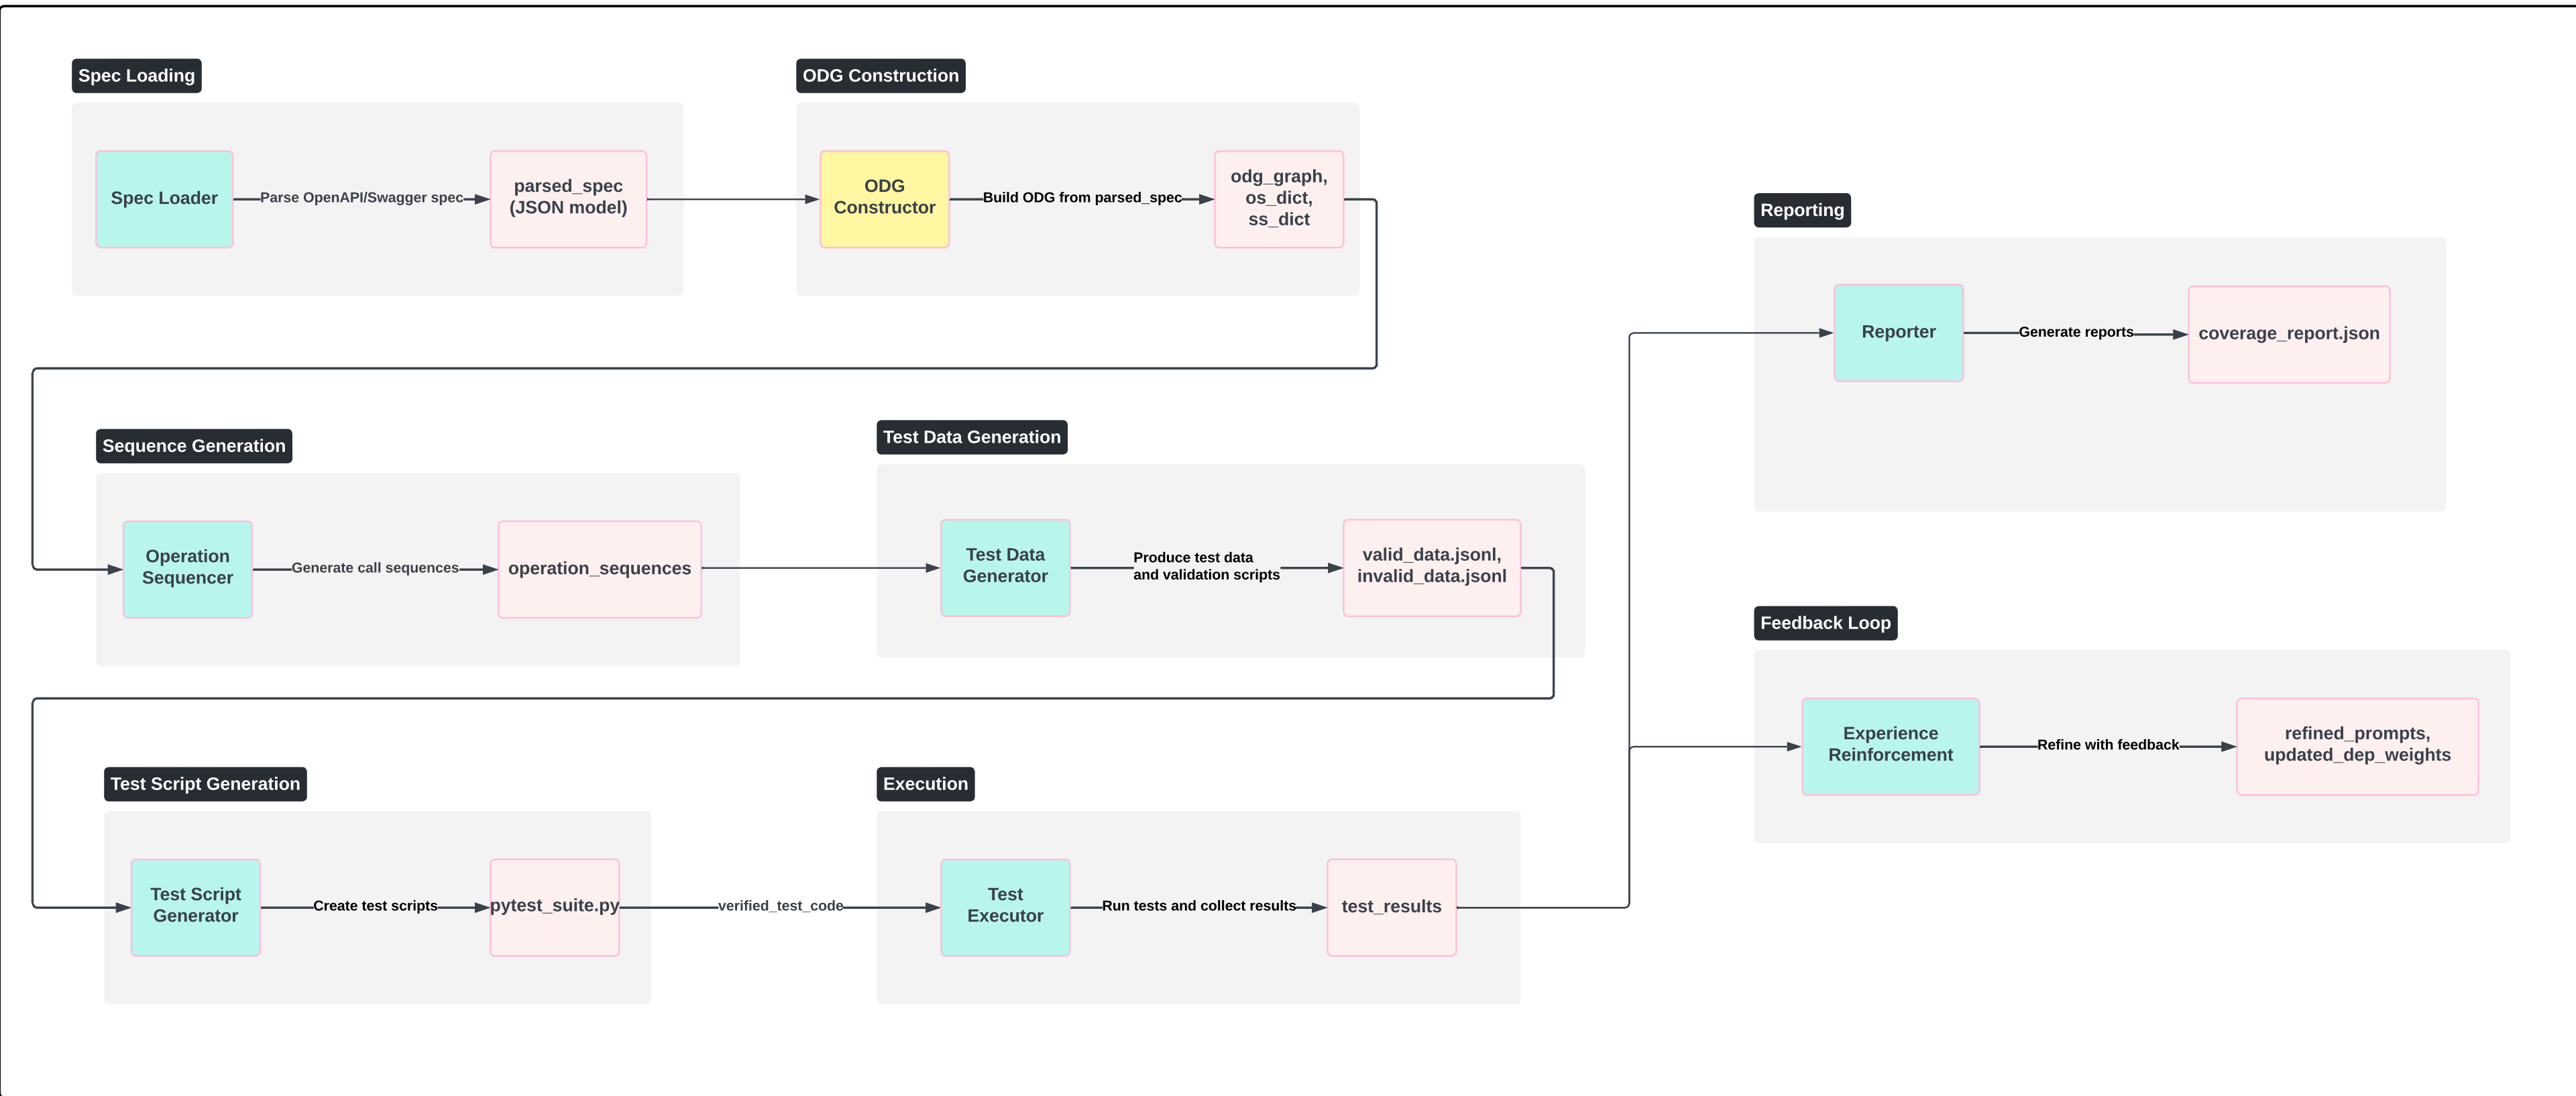 Spec Loading
Spec Loader
Parse OpenAPI/Swagger spec
parsed_spec
(JSON model)
ODG Construction
ODG
Constructor
Build ODG from parsed_spec
odg_graph,
os_dict,
ss_dict
Sequence Generation
Operation
Sequencer
Generate call sequences
operation_sequences
Test Data Generation
Test Data
Generator
Produce test data
and validation scripts
valid_data.jsonl,
invalid_data.jsonl
Test Script Generation
Test Script
Generator
Create test scripts
pytest_suite.py
verified_test_code
Execution
Test
Executor
Run tests and collect results
test_results
Reporting
Reporter
Generate reports
coverage_report.json
Feedback Loop
Experience
Reinforcement
Refine with feedback
refined_prompts,
updated_dep_weights